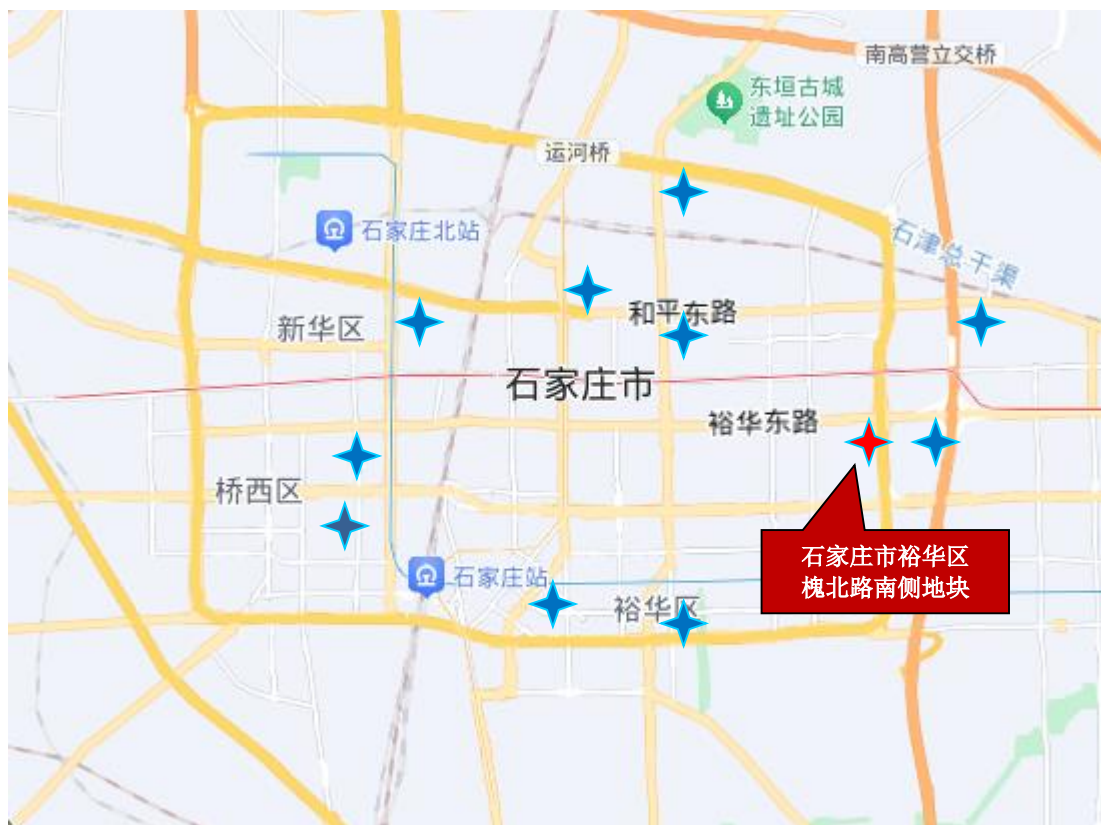 南高营立交桥
东垣古城
遗址公园
运河桥
石家庄北站
石津总干渠
和平东路
新华区
石家庄市
裕华东路
桥西区
石家庄市裕华区
槐北路南侧地块
石家庄站
裕华区